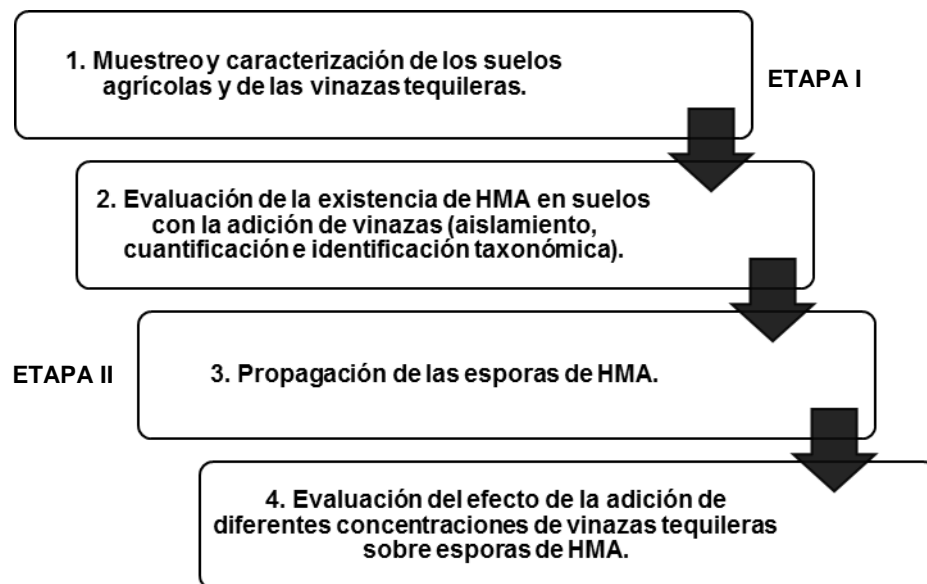 1. Muestreo y caracterización de los suelos
agrícolas y de las vinazas tequileras.
ETAPA I
2. Evaluación de la existencia de HMA en suelos
con la adición de vinazas (aislamiento,
cuantificación e identificación taxonómica).
ETAPA II
3. Propagación de las esporas de HMA.
4. Evaluación del efecto de la adición de
diferentes concentraciones de vinazas tequileras
sobre esporas de HMA.